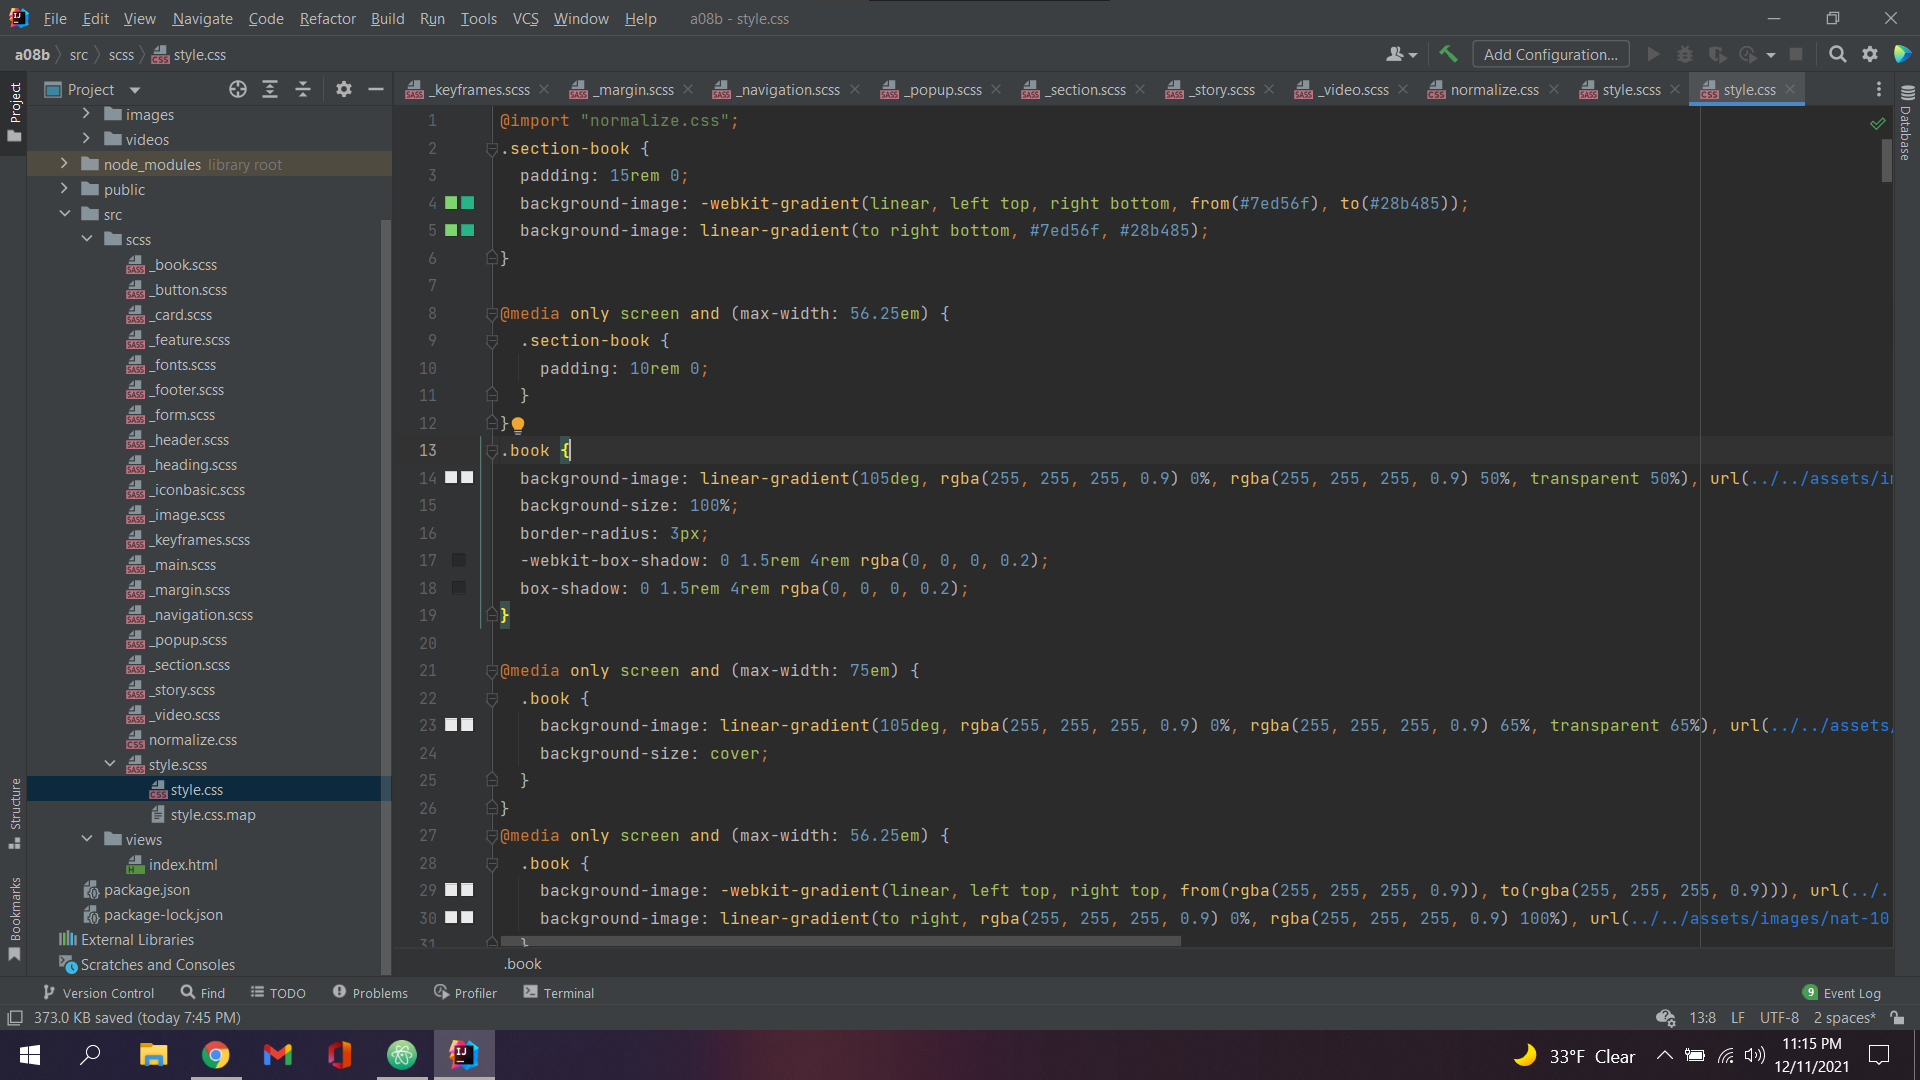 File Edit View Navigate Code Refactor Build Run Tools VCS Window Help a08b - style.css
a08b src scss style.css Add Configuration...
Project
_keyframes.scss _margin.scss _navigation.scss _popup.scss _section.scss _story.scss _video.scss normalize.css style.scss style.css
Project
Structure
Bookmarks
Database
images
videos
node_modules library root
public
src
scss
_book.scss
_button.scss
_card.scss
_feature.scss
_fonts.scss
_footer.scss
_form.scss
_header.scss
_heading.scss
_iconbasic.scss
_image.scss
_keyframes.scss
_main.scss
_margin.scss
_navigation.scss
_popup.scss
_section.scss
_story.scss
_video.scss
normalize.css
style.scss
style.css
style.css.map
views
index.html
package.json
package-lock.json
External Libraries
Scratches and Consoles
1 @import "normalize.css";
2 .section-book {
3 padding: 15rem 0;
4 background-image: -webkit-gradient(linear, left top, right bottom, from(#7ed56f), to(#28b485));
5 background-image: linear-gradient(to right bottom, #7ed56f, #28b485);
6 }
7
8 @media only screen and (max-width: 56.25em) {
9 .section-book {
10 padding: 10rem 0;
11 }
12 }
13 .book {
14 background-image: linear-gradient(105deg, rgba(255, 255, 255, 0.9) 0%, rgba(255, 255, 255, 0.9) 50%, transparent 50%), url(../../assets/i
15 background-size: 100%;
16 border-radius: 3px;
17 -webkit-box-shadow: 0 1.5rem 4rem rgba(0, 0, 0, 0.2);
18 box-shadow: 0 1.5rem 4rem rgba(0, 0, 0, 0.2);
19 }
20
21 @media only screen and (max-width: 75em) {
22 .book {
23 background-image: linear-gradient(105deg, rgba(255, 255, 255, 0.9) 0%, rgba(255, 255, 255, 0.9) 65%, transparent 65%), url(../../assets/
24 background-size: cover;
25 }
26 }
27 @media only screen and (max-width: 56.25em) {
28 .book {
29 background-image: -webkit-gradient(linear, left top, right top, from(rgba(255, 255, 255, 0.9)), to(rgba(255, 255, 255, 0.9))), url(../.
30 background-image: linear-gradient(to right, rgba(255, 255, 255, 0.9) 0%, rgba(255, 255, 255, 0.9) 100%), url(../../assets/images/nat-10
31 }
.book
Version Control Find TODO Problems Profiler Terminal 9 Event Log
373.0 KB saved (today 7:45 PM) 13:8 LF UTF-8 2 spaces*
33°F Clear 11:15 PM
12/11/2021